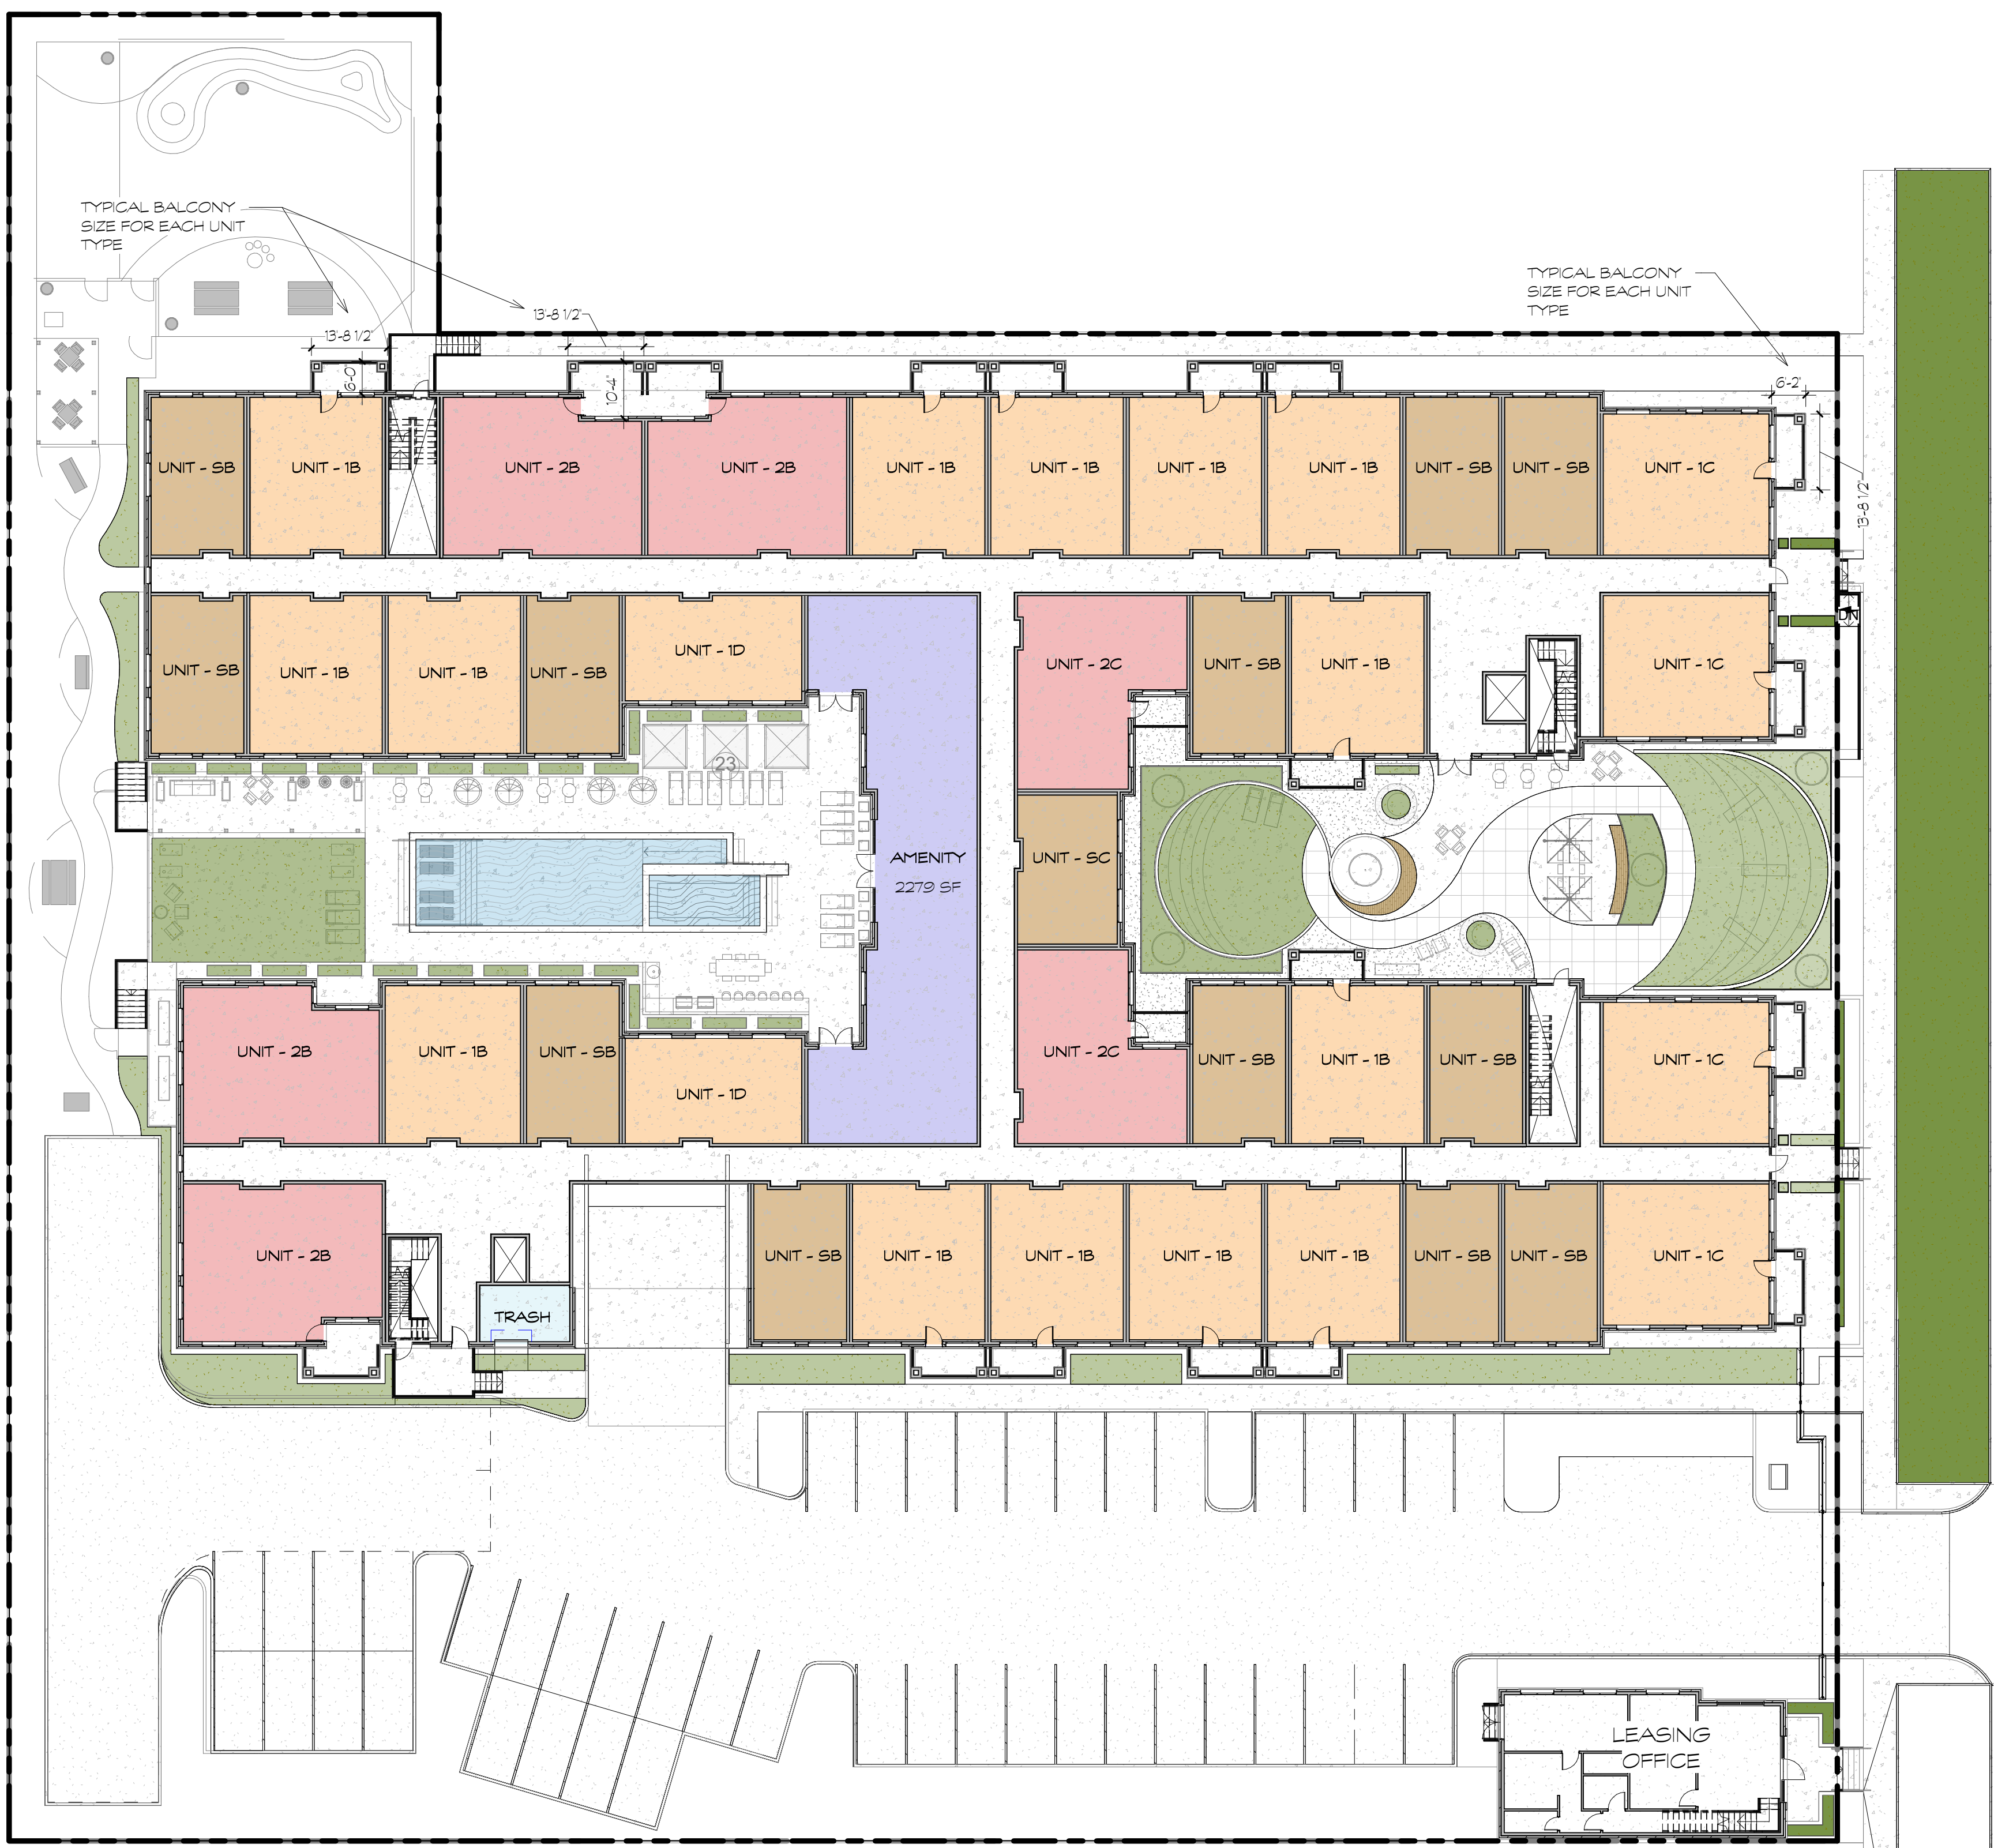 TYPICAL BALCONY
SIZE FOR EACH UNIT
TYPE
TYPICAL BALCONY
SIZE FOR EACH UNIT
TYPE
13'-8 1/2"
13'-8 1/2"
6'-0"
10'-4"
6'-2"
13'-8 1/2"
UNIT - SB
UNIT - 1B
UNIT - 2B
UNIT - 2B
UNIT - 1B
UNIT - 1B
UNIT - 1B
UNIT - 1B
UNIT - SB
UNIT - SB
UNIT - 1C
DN
UNIT - SB
UNIT - 1B
UNIT - 1B
UNIT - SB
UNIT - 1D
UNIT - 2C
UNIT - SB
UNIT - 1B
UNIT - 1C
23
AMENITY
2279 SF
UNIT - SC
UNIT - 2B
UNIT - 1B
UNIT - SB
UNIT - 1D
UNIT - 2C
UNIT - SB
UNIT - 1B
UNIT - SB
UNIT - 1C
UNIT - 2B
TRASH
UNIT - SB
UNIT - 1B
UNIT - 1B
UNIT - 1B
UNIT - 1B
UNIT - SB
UNIT - SB
UNIT - 1C
LEASING
OFFICE